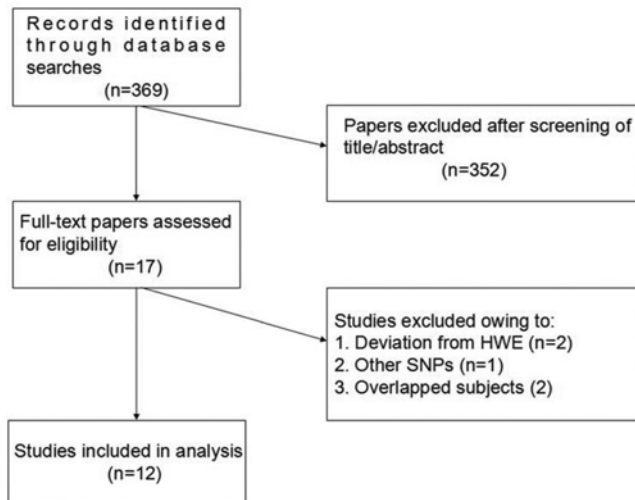 Records identified
through database
searches
(n=369)
Papers excluded after screening of
title/abstract
(n=352)
Full-text papers assessed
for eligibility
(n=17)
Studies excluded owing to:
1. Deviation from HWE (n=2)
2. Other SNPs (n=1)
3. Overlapped subjects (2)
Studies included in analysis
(n=12)